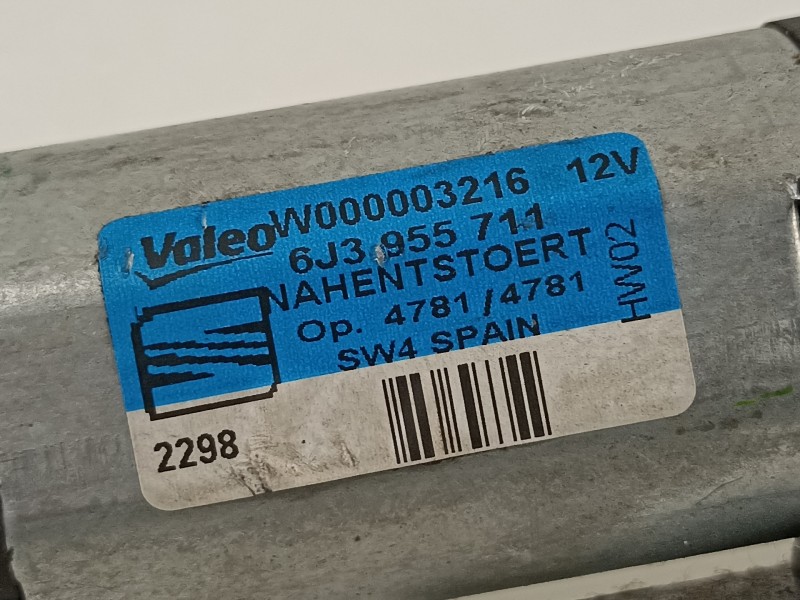 Valeo W000003216 12V
6J3 955 711
NAHENTSTOERT
Op. 4781/4781
SW4 SPAIN
HW02
2298